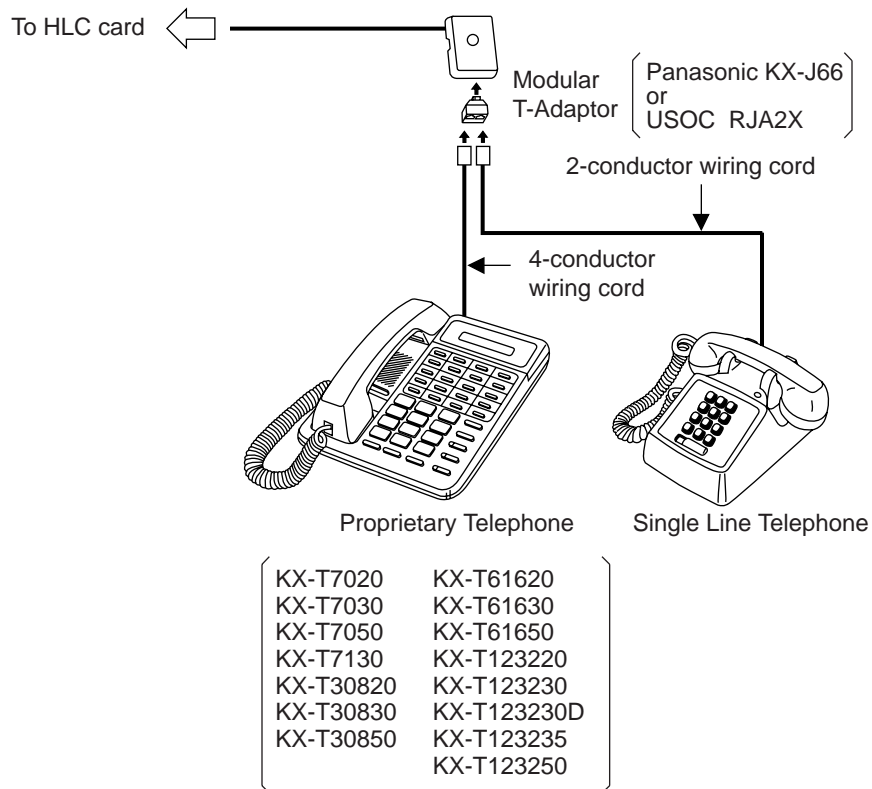 To HLC card
Modular
T-Adaptor
Panasonic KX-J66
or
USOC RJA2X
2-conductor wiring cord
4-conductor
wiring cord
Proprietary Telephone
Single Line Telephone
KX-T7020 KX-T61620
KX-T7030 KX-T61630
KX-T7050 KX-T61650
KX-T7130 KX-T123220
KX-T30820 KX-T123230
KX-T30830 KX-T123230D
KX-T30850 KX-T123235
KX-T123250